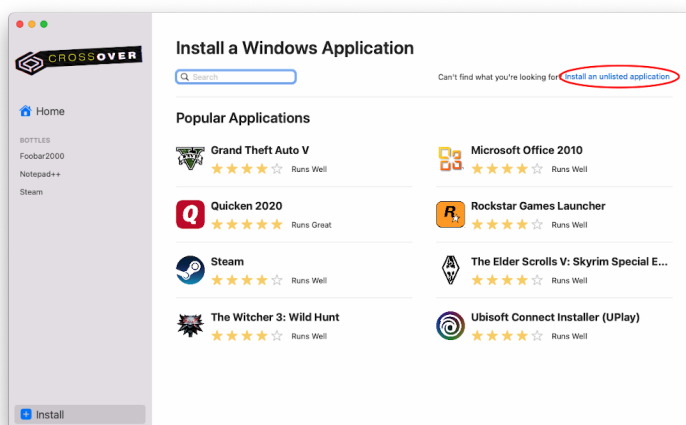 CROSSOVER
Install a Windows Application
Search
Can't find what you're looking for Install an unlisted application
Home
BOTTLES
Foobar2000
Notepad++
Steam
Popular Applications
Grand Theft Auto V
Runs Well
Microsoft Office 2010
Runs Well
Quicken 2020
Runs Great
Rockstar Games Launcher
Runs Well
Steam
Runs Well
The Elder Scrolls V: Skyrim Special E...
Runs Well
The Witcher 3: Wild Hunt
Runs Well
Ubisoft Connect Installer (UPlay)
Runs Well
Install